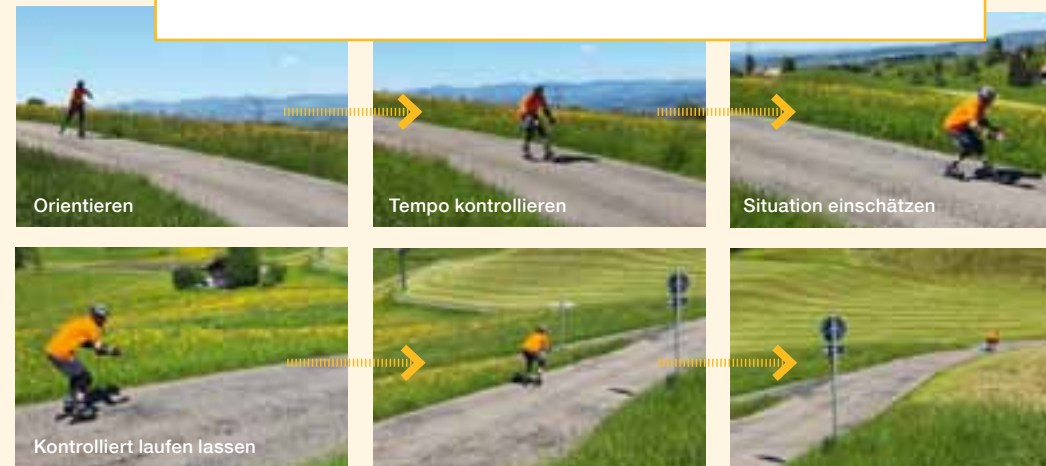 Orientieren
Tempo kontrollieren
Situation einschätzen
Kontrolliert laufen lassen